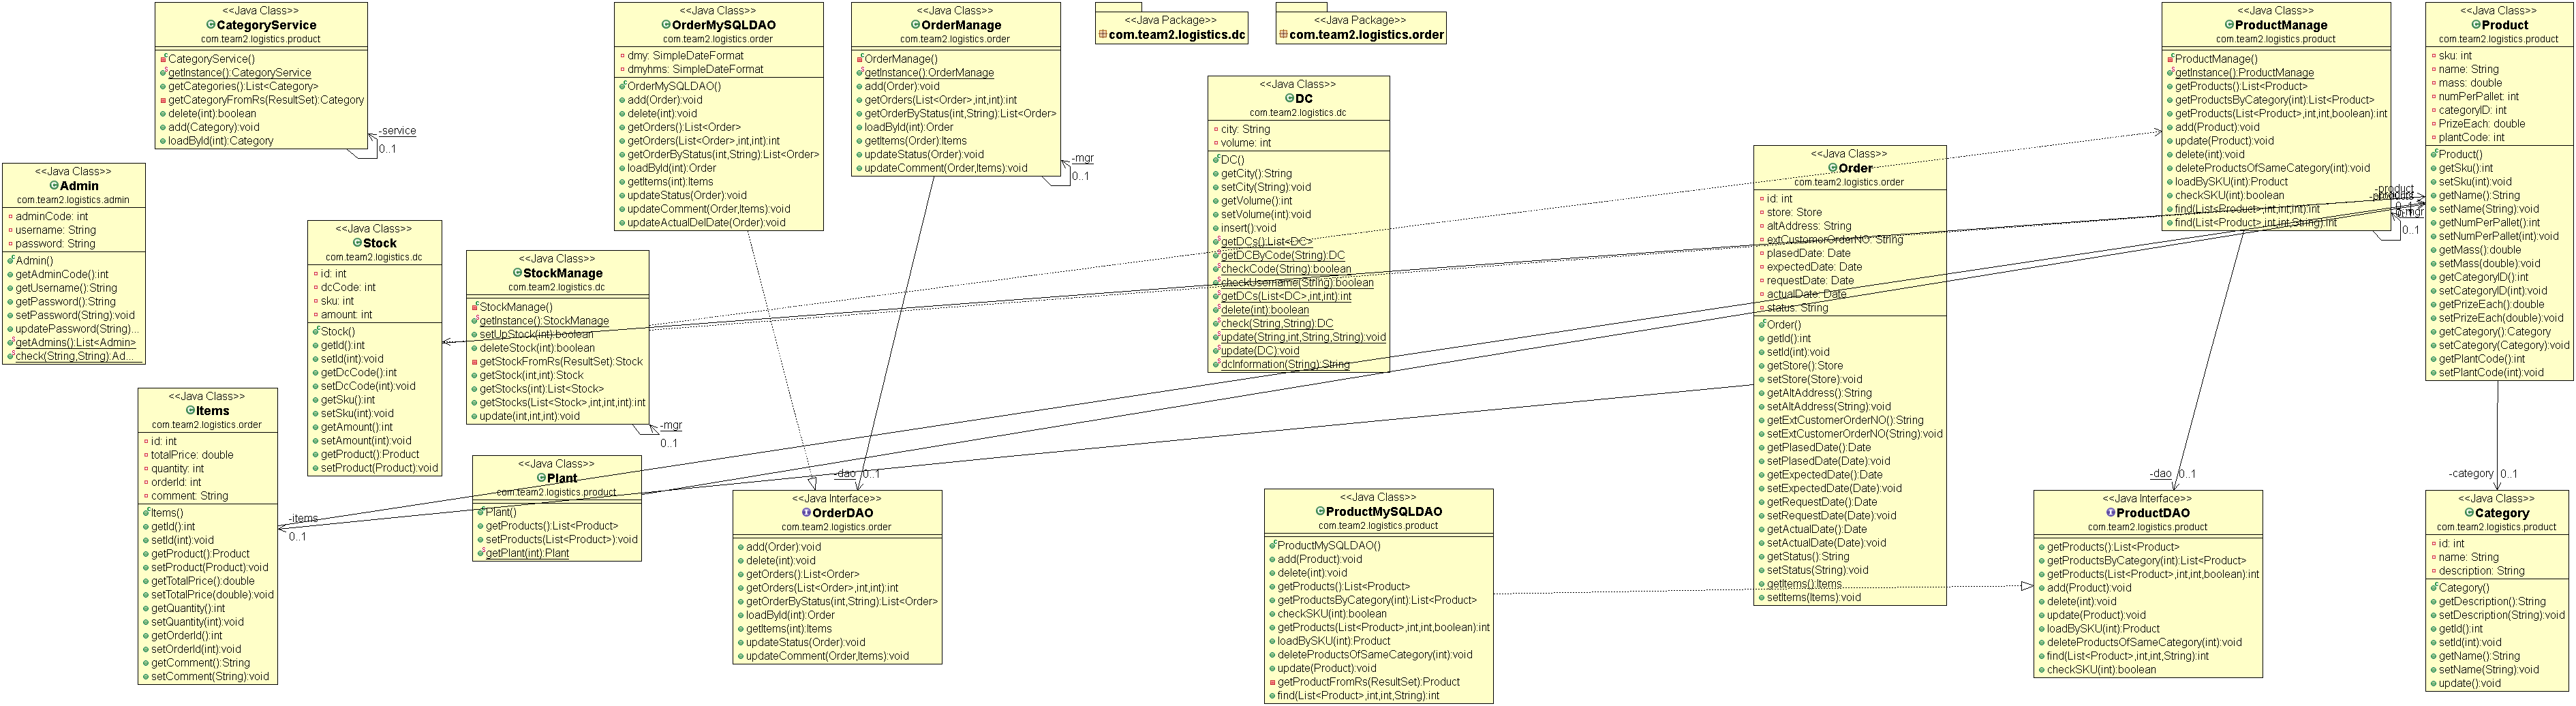 <<Java Class>>
CategoryService
com.team2.logistics.product
CategoryService()
getInstance():CategoryService
getCategories():List<Category>
getCategoryFromRs(ResultSet):Category
delete(int):boolean
add(Category):void
loadById(int):Category
-service
0..1
<<Java Class>>
Admin
com.team2.logistics.admin
adminCode: int
username: String
password: String
Admin()
getAdminCode():int
getUsername():String
getPassword():String
setPassword(String):void
updatePassword(String)...
getAdmins():List<Admin>
check(String,String):Ad...
<<Java Class>>
Stock
com.team2.logistics.dc
id: int
dcCode: int
sku: int
amount: int
Stock()
getId():int
setId(int):void
getDcCode():int
setDcCode(int):void
getSku():int
setSku(int):void
getAmount():int
setAmount(int):void
getProduct():Product
setProduct(Product):void
<<Java Class>>
Items
com.team2.logistics.order
id: int
totalPrice: double
quantity: int
orderId: int
comment: String
Items()
getId():int
setId(int):void
getProduct():Product
setProduct(Product):void
getTotalPrice():double
setTotalPrice(double):void
getQuantity():int
setQuantity(int):void
getOrderId():int
setOrderId(int):void
getComment():String
setComment(String):void
-items
0..1
<<Java Class>>
StockManage
com.team2.logistics.dc
StockManage()
getInstance():StockManage
setUpStock(int):boolean
deleteStock(int):boolean
getStockFromRs(ResultSet):Stock
getStock(int,int):Stock
getStocks(int):List<Stock>
getStocks(List<Stock>,int,int,int):int
update(int,int,int):void
-mgr
0..1
<<Java Class>>
Plant
com.team2.logistics.product
Plant()
getProducts():List<Product>
setProducts(List<Product>):void
getPlant(int):Plant
<<Java Class>>
OrderMySQLDAO
com.team2.logistics.order
dmy: SimpleDateFormat
dmyhms: SimpleDateFormat
OrderMySQLDAO()
add(Order):void
delete(int):void
getOrders():List<Order>
getOrders(List<Order>,int,int):int
getOrderByStatus(int,String):List<Order>
loadById(int):Order
getItems(int):Items
updateStatus(Order):void
updateComment(Order,Items):void
updateActualDelDate(Order):void
<<Java Class>>
OrderManage
com.team2.logistics.order
OrderManage()
getInstance():OrderManage
add(Order):void
getOrders(List<Order>,int,int):int
getOrderByStatus(int,String):List<Order>
loadById(int):Order
getItems(Order):Items
updateStatus(Order):void
updateComment(Order,Items):void
-mgr
0..1
-dao 0..1
<<Java Interface>>
OrderDAO
com.team2.logistics.order
add(Order):void
delete(int):void
getOrders():List<Order>
getOrders(List<Order>,int,int):int
getOrderByStatus(int,String):List<Order>
loadById(int):Order
getItems(int):Items
updateStatus(Order):void
updateComment(Order,Items):void
<<Java Package>>
com.team2.logistics.dc
<<Java Package>>
com.team2.logistics.order
<<Java Class>>
DC
com.team2.logistics.dc
city: String
volume: int
DC()
getCity():String
setCity(String):void
getVolume():int
setVolume(int):void
insert():void
getDCs():List<DC>
getDCByCode(String):DC
checkCode(String):boolean
checkUsername(String):boolean
getDCs(List<DC>,int,int):int
delete(int):boolean
check(String,String):DC
update(String,int,String,String):void
update(DC):void
dcInformation(String):String
<<Java Class>>
ProductMySQLDAO
com.team2.logistics.product
ProductMySQLDAO()
add(Product):void
delete(int):void
getProducts():List<Product>
getProductsByCategory(int):List<Product>
checkSKU(int):boolean
getProducts(List<Product>,int,int,boolean):int
loadBySKU(int):Product
deleteProductsOfSameCategory(int):void
update(Product):void
getProductFromRs(ResultSet):Product
find(List<Product>,int,int,String):int
<<Java Class>>
Order
com.team2.logistics.order
id: int
store: Store
altAddress: String
extCustomerOrderNO: String
plasedDate: Date
expectedDate: Date
requestDate: Date
actualDate: Date
status: String
Order()
getId():int
setId(int):void
getStore():Store
setStore(Store):void
getAltAddress():String
setAltAddress(String):void
getExtCustomerOrderNO():String
setExtCustomerOrderNO(String):void
getPlasedDate():Date
setPlasedDate(Date):void
getExpectedDate():Date
setExpectedDate(Date):void
getRequestDate():Date
setRequestDate(Date):void
getActualDate():Date
setActualDate(Date):void
getStatus():String
setStatus(String):void
getItems():Items
setItems(Items):void
<<Java Class>>
ProductManage
com.team2.logistics.product
ProductManage()
getInstance():ProductManage
getProducts():List<Product>
getProductsByCategory(int):List<Product>
getProducts(List<Product>,int,int,boolean):int
add(Product):void
update(Product):void
delete(int):void
deleteProductsOfSameCategory(int):void
loadBySKU(int):Product
checkSKU(int):boolean
find(List<Product>,int,int,int):int
find(List<Product>,int,int,String):int
-product
0..1
-mgr
0..1
-dao 0..1
<<Java Interface>>
ProductDAO
com.team2.logistics.product
getProducts():List<Product>
getProductsByCategory(int):List<Product>
getProducts(List<Product>,int,int,boolean):int
add(Product):void
delete(int):void
update(Product):void
loadBySKU(int):Product
deleteProductsOfSameCategory(int):void
find(List<Product>,int,int,String):int
checkSKU(int):boolean
<<Java Class>>
Product
com.team2.logistics.product
sku: int
name: String
mass: double
numPerPallet: int
categoryID: int
PrizeEach: double
plantCode: int
Product()
getSku():int
setSku(int):void
getName():String
setName(String):void
getNumPerPallet():int
setNumPerPallet(int):void
getMass():double
setMass(double):void
getCategoryID():int
setCategoryID(int):void
getPrizeEach():double
setPrizeEach(double):void
getCategory():Category
setCategory(Category):void
getPlantCode():int
setPlantCode(int):void
-category 0..1
<<Java Class>>
Category
com.team2.logistics.product
id: int
name: String
description: String
Category()
getDescription():String
setDescription(String):void
getId():int
setId(int):void
getName():String
setName(String):void
update():void